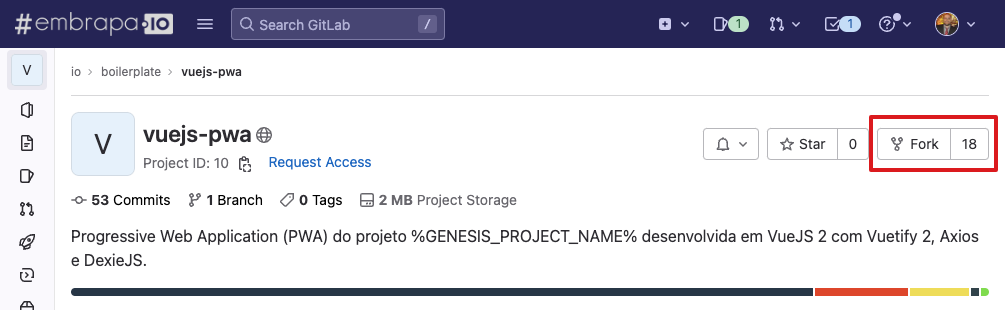 #embrapa.io
Search GitLab /
1
1
V
io > boilerplate > vuejs-pwa
V
vuejs-pwa
Project ID: 10 Request Access
Star 0
Fork 18
53 Commits 1 Branch 0 Tags 2 MB Project Storage
Progressive Web Application (PWA) do projeto %GENESIS_PROJECT_NAME% desenvolvida em VueJS 2 com Vuetify 2, Axios
e DexieJS.